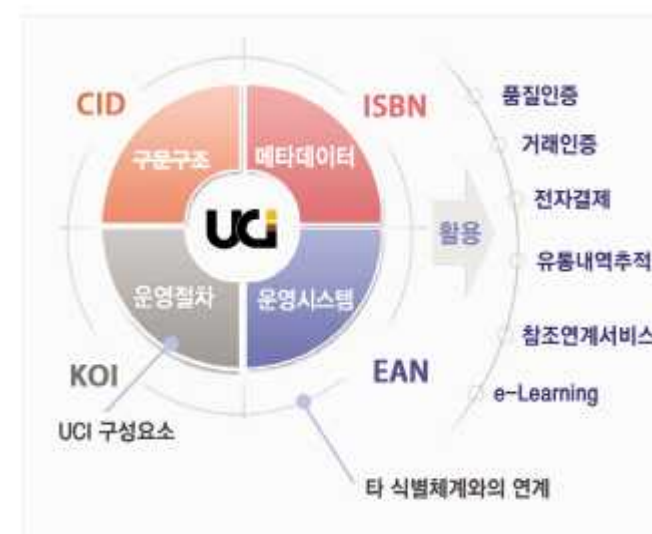 CID
ISBN
구문구조
메타데이터
UCi
운영절차
운영시스템
KOI
EAN
UCI 구성요소
타 식별체계와의 연계
활용
품질인증
거래인증
전자결제
유통내역추적
참조연계서비스
e-Learning